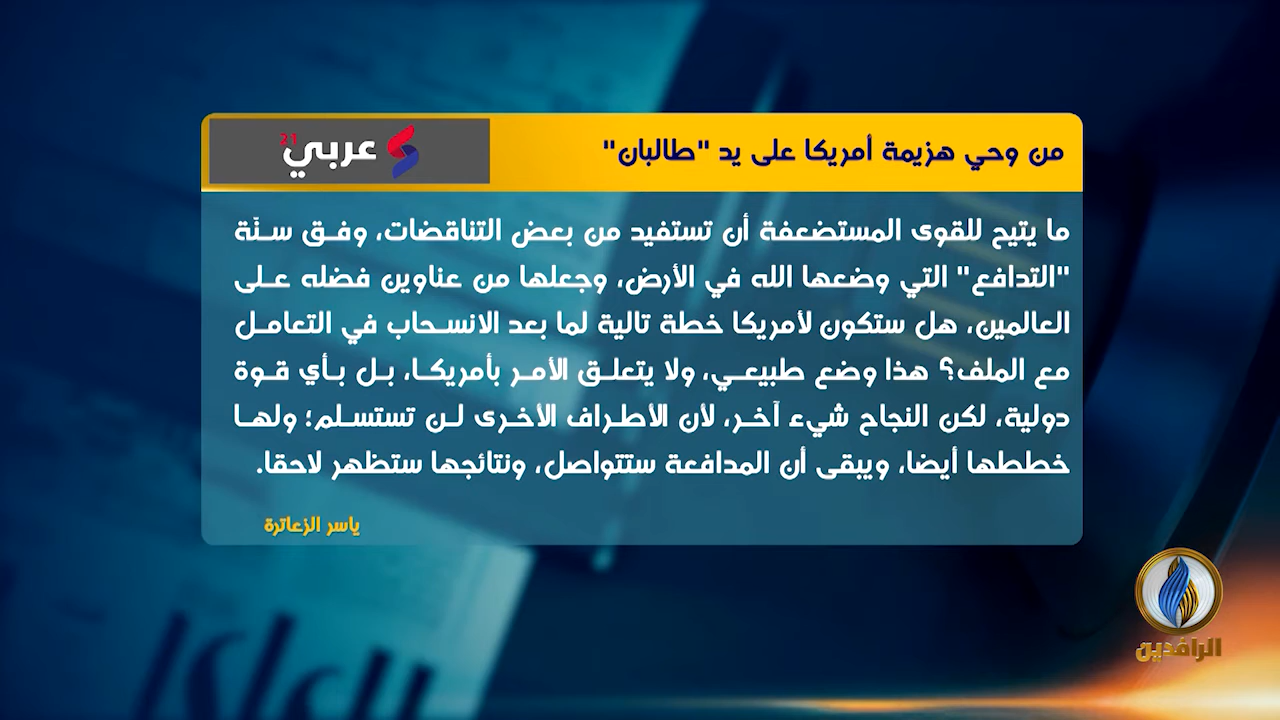 من وحي هزيمة أمريكا على يد "طالبان"
عربي 21
ما يتيح للقوى المستضعفة أن تستفيد من بعض التناقضات، وفق سنّة
"التدافع" التي وضعها الله في الأرض، وجعلها من عناوين فضله على
العالمين، هل ستكون لأمريكا خطة تالية لما بعد الانسحاب في التعامل
مع الملف؟ هذا وضع طبيعي، ولا يتعلق الأمر بأمريكا، بل بأي قوة
دولية، لكن النجاح شيء آخر، لأن الأطراف الأخرى لن تستسلم؛ ولها
خططها أيضا، ويبقى أن المدافعة ستتواصل، ونتائجها ستظهر لاحقا.
ياسر الزعاترة
الرافدين